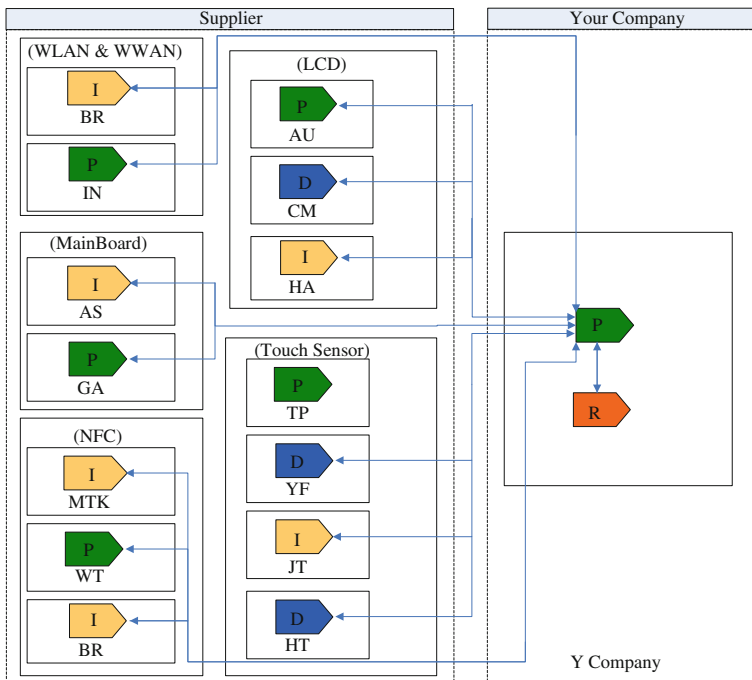 Supplier
Your Company
(WLAN & WWAN)
I
BR
P
IN
(MainBoard)
I
AS
P
GA
(NFC)
I
MTK
P
WT
I
BR
(LCD)
P
AU
D
CM
I
HA
(Touch Sensor)
P
TP
D
YF
I
JT
D
HT
P
R
Y Company